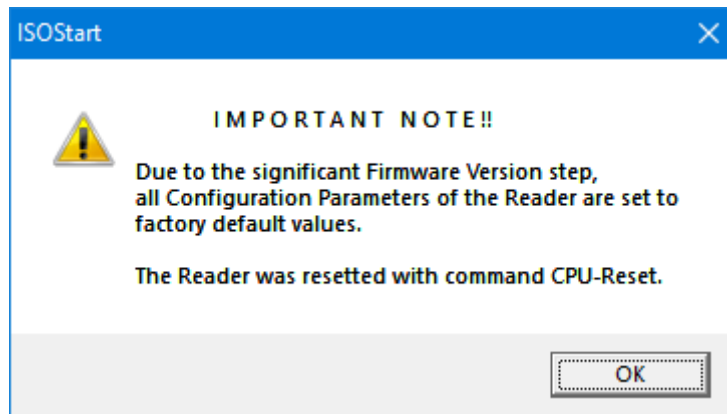 ISOStart
IMPORTANT NOTE!!
Due to the significant Firmware Version step,
all Configuration Parameters of the Reader are set to
factory default values.
The Reader was resetted with command CPU-Reset.
OK